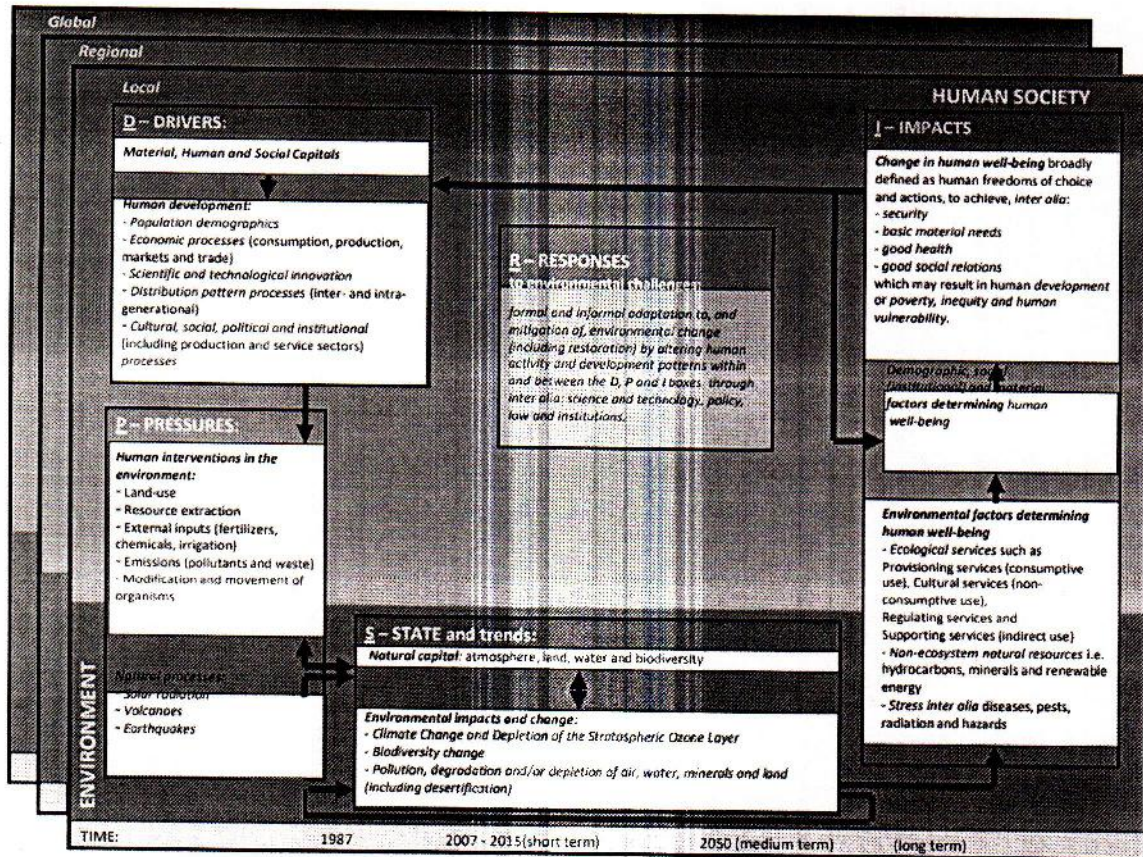 Global
Regional
Local
HUMAN SOCIETY
D – DRIVERS:
Material, Human and Social Capitals
Human development:
- Population demographics
- Economic processes (consumption, production,
markets and trade)
- Scientific and technological innovation
- Distribution pattern processes (inter- and intra-
generational)
- Cultural, social, political and institutional
(including production and service sectors)
processes
P – PRESSURES:
Human interventions in the
environment:
- Land-use
- Resource extraction
- External inputs (fertilizers,
chemicals, irrigation)
- Emissions (pollutants and waste)
- Modification and movement of
organisms
Natural processes:
- Solar radiation
- Volcanoes
- Earthquakes
R – RESPONSES
to environmental challenges:
formal and informal adaptation to, and
mitigation of, environmental change
(including restoration) by altering human
activity and development patterns within
and between the D, P and I boxes through
inter alia: science and technology, policy,
law and institutions.
S – STATE and trends:
Natural capital: atmosphere, land, water and biodiversity
Environmental impacts and change:
- Climate Change and Depletion of the Stratospheric Ozone Layer
- Biodiversity change
- Pollution, degradation and/or depletion of air, water, minerals and land
(including desertification)
I – IMPACTS
Change in human well-being broadly
defined as human freedoms of choice
and actions, to achieve, inter alia:
- security
- basic material needs
- good health
- good social relations
which may result in human development
or poverty, inequity and human
vulnerability.
Demographic, social
(institutional) and material
factors determining human
well-being
Environmental factors determining
human well-being
- Ecological services such as
Provisioning services (consumptive
use), Cultural services (non-
consumptive use),
Regulating services and
Supporting services (indirect use)
- Non-ecosystem natural resources i.e.
hydrocarbons, minerals and renewable
energy
- Stress inter alia diseases, pests,
radiation and hazards
ENVIRONMENT
TIME: 1987 2007 - 2015(short term) 2050 (medium term) (long term)